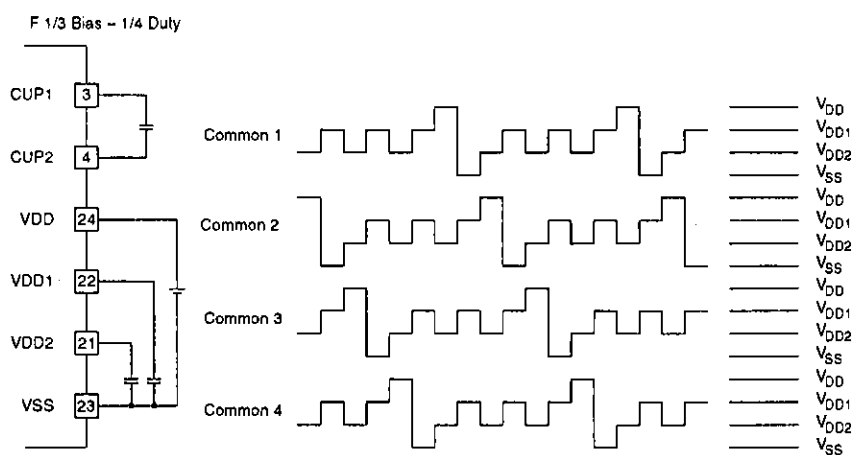 F 1/3 Bias – 1/4 Duty
CUP1
3
CUP2
4
VDD
24
VDD1
22
VDD2
21
VSS
23
Common 1
VDD
VDD1
VDD2
VSS
Common 2
VDD
VDD1
VDD2
VSS
Common 3
VDD
VDD1
VDD2
VSS
Common 4
VDD
VDD1
VDD2
VSS